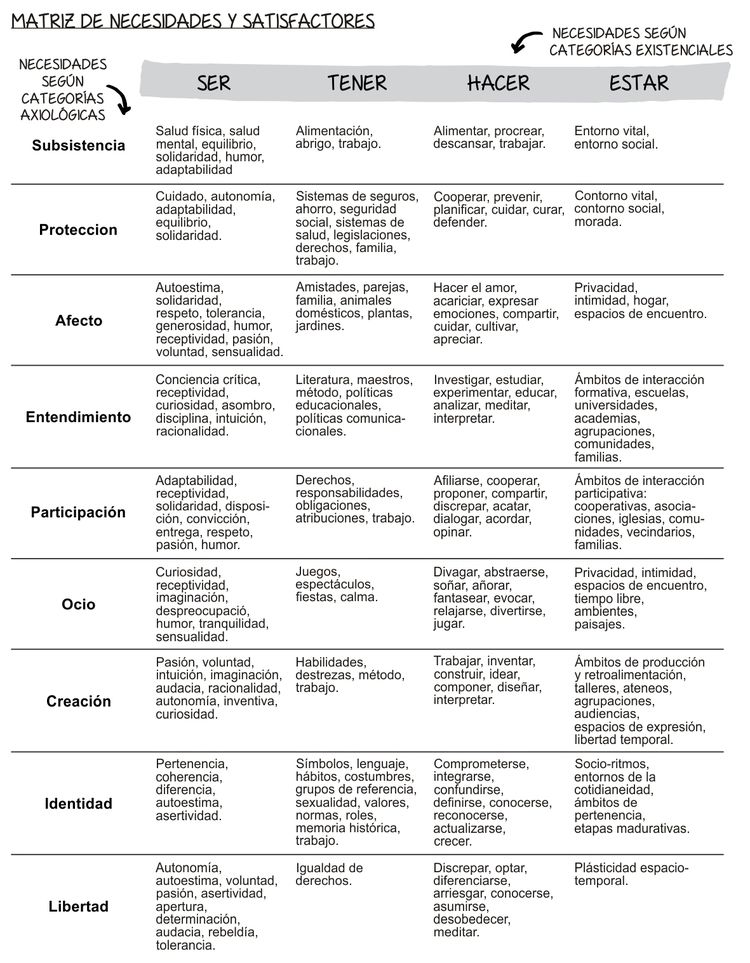 MATRIZ DE NECESIDADES Y SATISFACTORES
NECESIDADES SEGÚN
CATEGORÍAS EXISTENCIALES
NECESIDADES
SEGÚN
CATEGORÍAS
AXIOLÓGICAS
SER
TENER
HACER
ESTAR
Subsistencia
Salud física, salud
mental, equilibrio,
solidaridad, humor,
adaptabilidad
Alimentación,
abrigo, trabajo.
Alimentar, procrear,
descansar, trabajar.
Entorno vital,
entorno social.
Proteccion
Cuidado, autonomía,
adaptabilidad,
equilibrio,
solidaridad.
Sistemas de seguros,
ahorro, seguridad
social, sistemas de
salud, legislaciones,
derechos, familia,
trabajo.
Cooperar, prevenir,
planificar, cuidar, curar,
defender.
Contorno vital,
contorno social,
morada.
Afecto
Autoestima,
solidaridad,
respeto, tolerancia,
generosidad, humor,
receptividad, pasión,
voluntad, sensualidad.
Amistades, parejas,
familia, animales
domésticos, plantas,
jardines.
Hacer el amor,
acariciar, expresar
emociones, compartir,
cuidar, cultivar,
apreciar.
Privacidad,
intimidad, hogar,
espacios de encuentro.
Entendimiento
Conciencia crítica,
receptividad,
curiosidad, asombro,
disciplina, intuición,
racionalidad.
Literatura, maestros,
método, políticas
educacionales,
políticas comunica-
cionales.
Investigar, estudiar,
experimentar, educar,
analizar, meditar,
interpretar.
Ámbitos de interacción
formativa, escuelas,
universidades,
academias,
agrupaciones,
comunidades,
familias.
Participación
Adaptabilidad,
receptividad,
solidaridad, disposi-
ción, convicción,
entrega, respeto,
pasión, humor.
Derechos,
responsabilidades,
obligaciones,
atribuciones, trabajo.
Afiliarse, cooperar,
proponer, compartir,
discrepar, acatar,
dialogar, acordar,
opinar.
Ámbitos de interacción
participativa:
cooperativas, asocia-
ciones, iglesias, comu-
nidades, vecindarios,
familias.
Ocio
Curiosidad,
receptividad,
imaginación,
despreocupació,
humor, tranquilidad,
sensualidad.
Juegos,
espectáculos,
fiestas, calma.
Divagar, abstraerse,
soñar, añorar,
fantasear, evocar,
relajarse, divertirse,
jugar.
Privacidad, intimidad,
espacios de encuentro,
tiempo libre,
ambientes,
paisajes.
Creación
Pasión, voluntad,
intuición, imaginación,
audacia, racionalidad,
autonomía, inventiva,
curiosidad.
Habilidades,
destrezas, método,
trabajo.
Trabajar, inventar,
construir, idear,
componer, diseñar,
interpretar.
Ámbitos de producción
y retroalimentación,
talleres, ateneos,
agrupaciones,
audiencias,
espacios de expresión,
libertad temporal.
Identidad
Pertenencia,
coherencia,
diferencia,
autoestima,
asertividad.
Símbolos, lenguaje,
hábitos, costumbres,
grupos de referencia,
sexualidad, valores,
normas, roles,
memoria histórica,
trabajo.
Comprometerse,
integrarse,
confundirse,
definirse, conocerse,
reconocerse,
actualizarse,
crecer.
Socio-ritmos,
entornos de la
cotidianeidad,
ámbitos de
pertenencia,
etapas madurativas.
Libertad
Autonomía,
autoestima, voluntad,
pasión, asertividad,
apertura,
determinación,
audacia, rebeldía,
tolerancia.
Igualdad de
derechos.
Discrepar, optar,
diferenciarse,
arriesgar, conocerse,
asumirse,
desobedecer,
meditar.
Plásticidad espacio-
temporal.